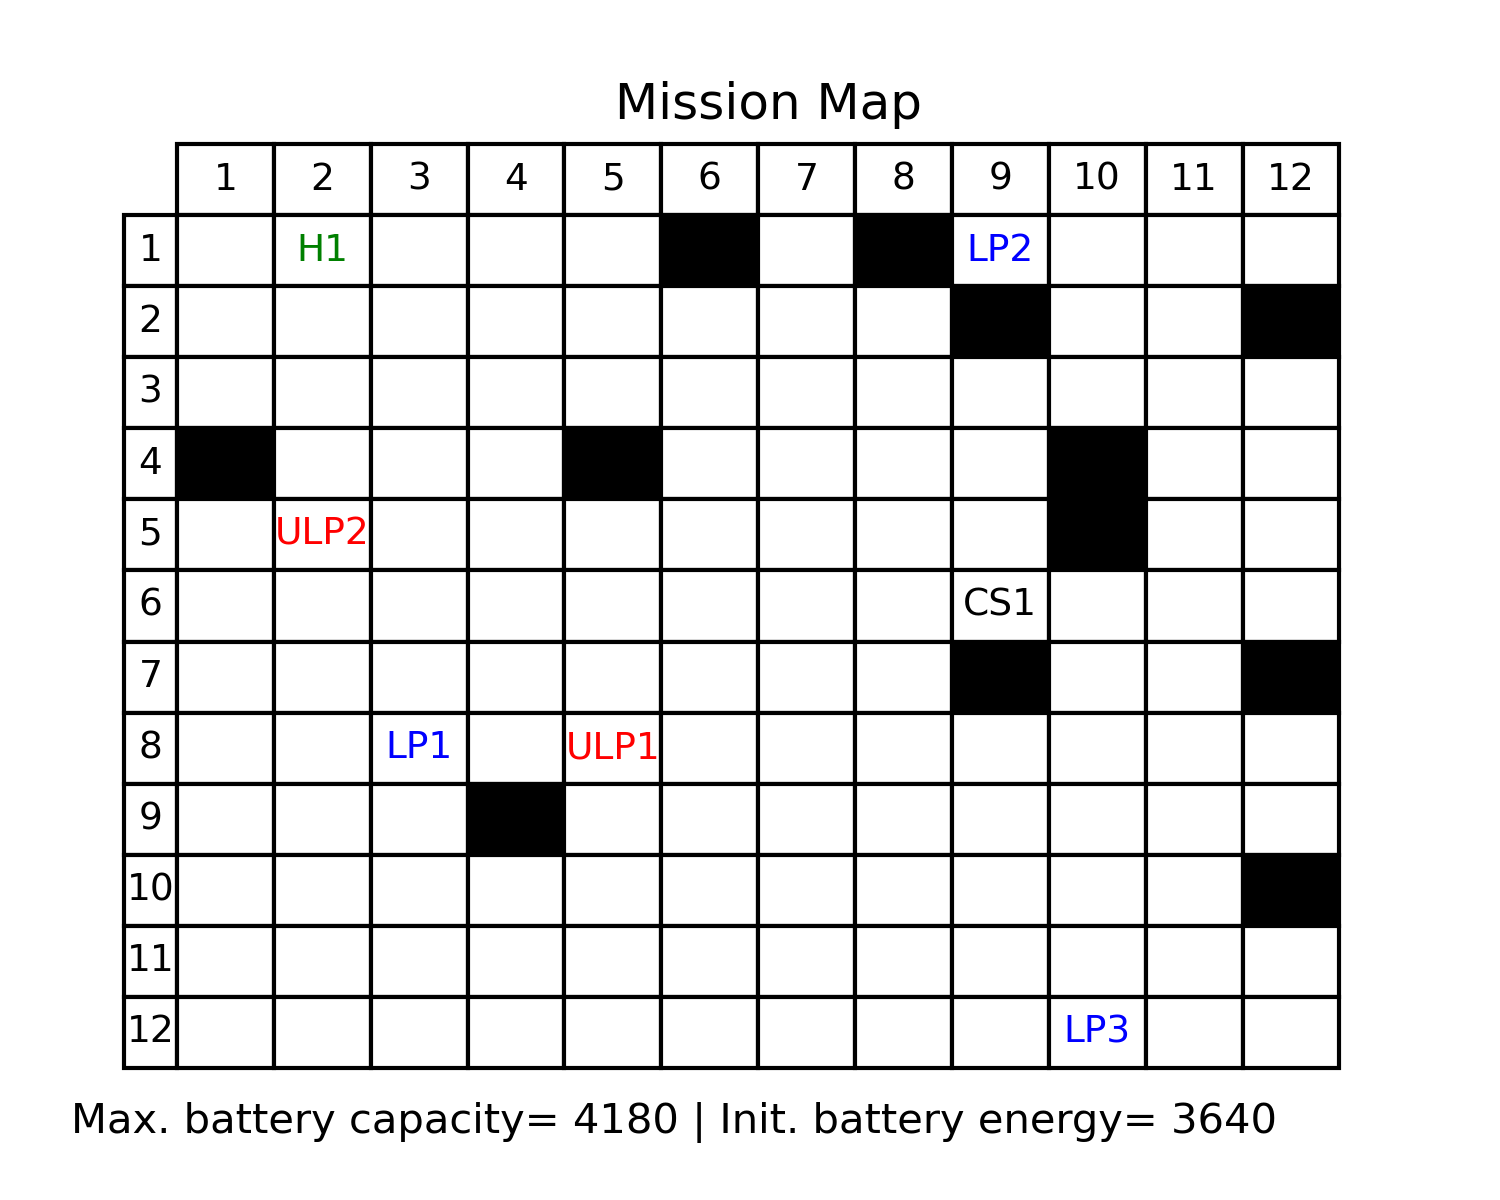 Mission Map
1 2 3 4 5 6 7 8 9 10 11 12
1 H1 LP2
2
3
4
5 ULP2
6 CS1
7
8 LP1 ULP1
9
10
11
12 LP3
Max. battery capacity= 4180 | Init. battery energy= 3640